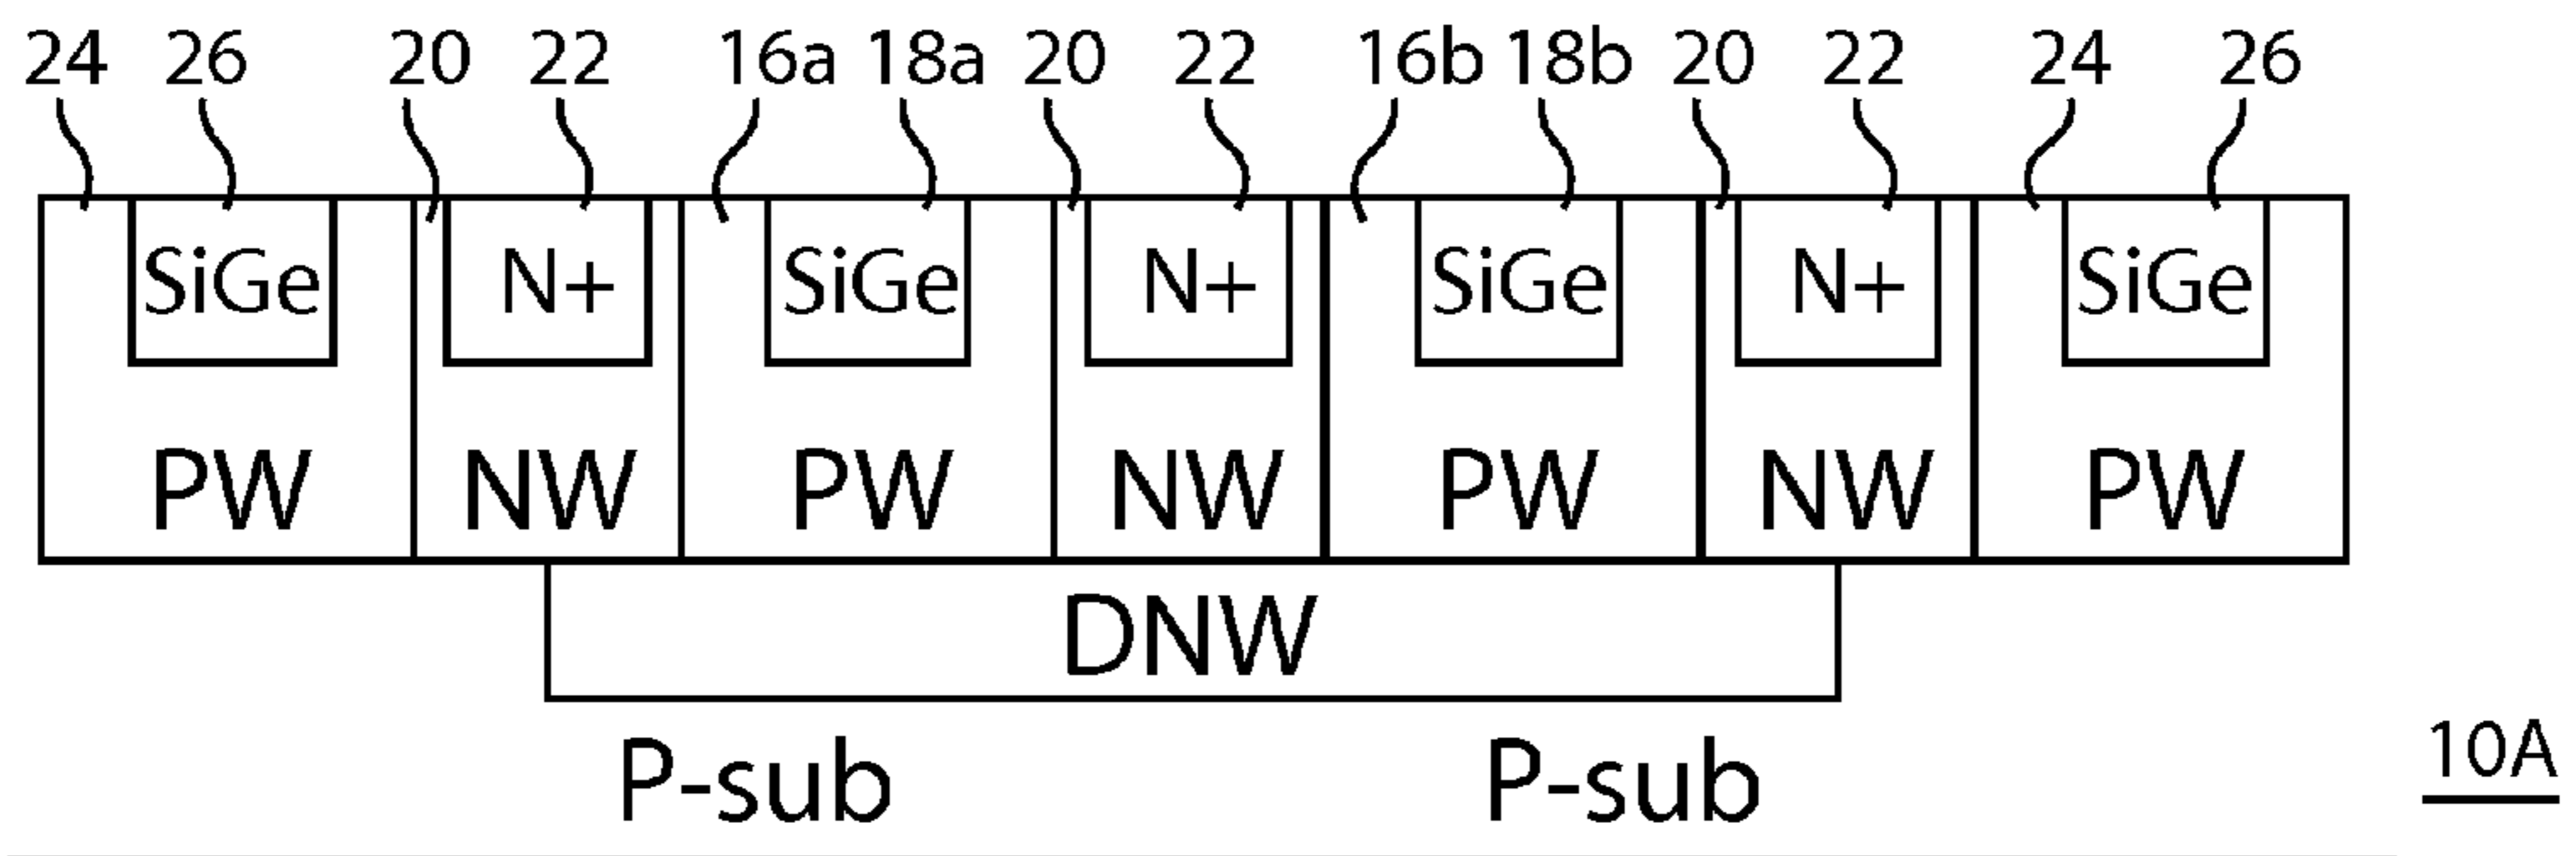 24 26 20 22 16a 18a 20 22 16b 18b 20 22 24 26
SiGe N+ SiGe N+ SiGe N+ SiGe
PW NW PW NW PW NW PW
DNW
P-sub P-sub
10A